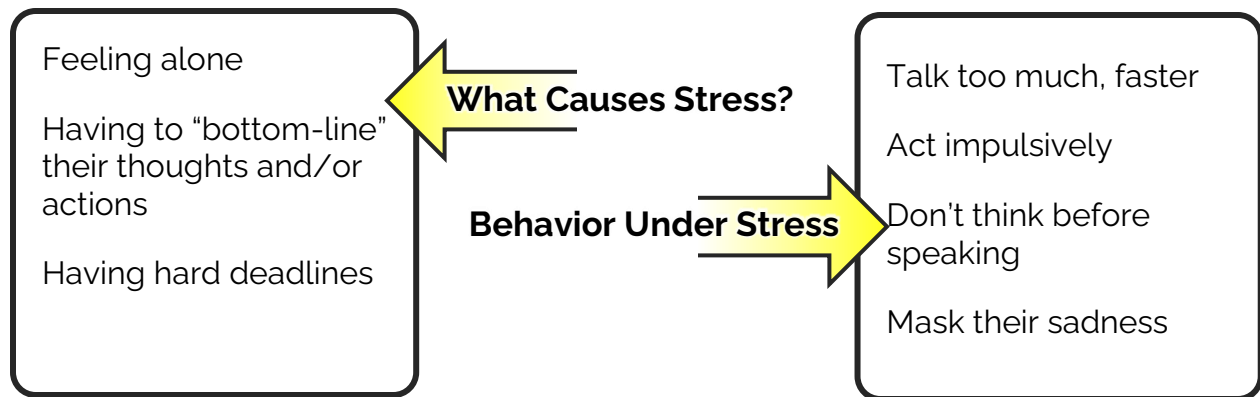 Feeling alone
Having to “bottom-line”
their thoughts and/or
actions
Having hard deadlines
What Causes Stress?
Behavior Under Stress
Talk too much, faster
Act impulsively
Don’t think before
speaking
Mask their sadness